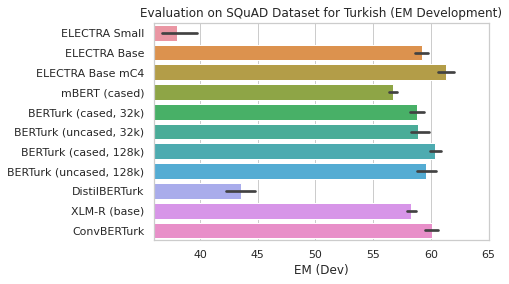 Evaluation on SQuAD Dataset for Turkish (EM Development)
ELECTRA Small
ELECTRA Base
ELECTRA Base mC4
mBERT (cased)
BERTurk (cased, 32k)
BERTurk (uncased, 32k)
BERTurk (cased, 128k)
BERTurk (uncased, 128k)
DistilBERTurk
XLM-R (base)
ConvBERTurk
40 45 50 55 60 65
EM (Dev)